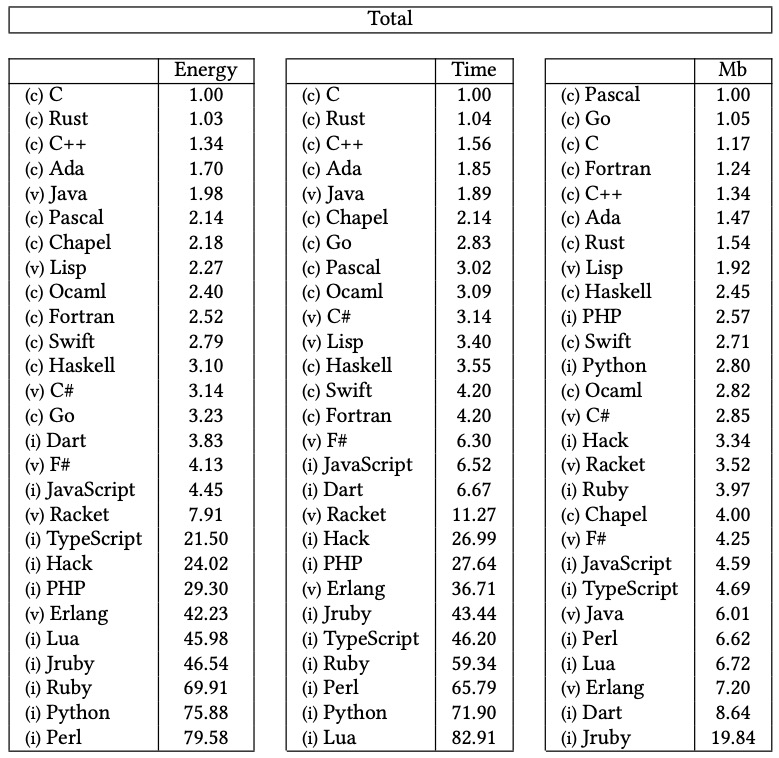 Total
Energy Time Mb
(c) C 1.00 (c) C 1.00 (c) Pascal 1.00
(c) Rust 1.03 (c) Rust 1.04 (c) Go 1.05
(c) C++ 1.34 (c) C++ 1.56 (c) C 1.17
(c) Ada 1.70 (c) Ada 1.85 (c) Fortran 1.24
(v) Java 1.98 (v) Java 1.89 (c) C++ 1.34
(c) Pascal 2.14 (c) Chapel 2.14 (c) Ada 1.47
(c) Chapel 2.18 (c) Go 2.83 (c) Rust 1.54
(v) Lisp 2.27 (c) Pascal 3.02 (v) Lisp 1.92
(c) Ocaml 2.40 (c) Ocaml 3.09 (c) Haskell 2.45
(c) Fortran 2.52 (v) C# 3.14 (i) PHP 2.57
(c) Swift 2.79 (v) Lisp 3.40 (c) Swift 2.71
(c) Haskell 3.10 (c) Haskell 3.55 (i) Python 2.80
(v) C# 3.14 (c) Swift 4.20 (c) Ocaml 2.82
(c) Go 3.23 (c) Fortran 4.20 (v) C# 2.85
(i) Dart 3.83 (v) F# 6.30 (i) Hack 3.34
(v) F# 4.13 (i) JavaScript 6.52 (v) Racket 3.52
(i) JavaScript 4.45 (i) Dart 6.67 (i) Ruby 3.97
(v) Racket 7.91 (v) Racket 11.27 (c) Chapel 4.00
(i) TypeScript 21.50 (i) Hack 26.99 (v) F# 4.25
(i) Hack 24.02 (i) PHP 27.64 (i) JavaScript 4.59
(i) PHP 29.30 (v) Erlang 36.71 (i) TypeScript 4.69
(v) Erlang 42.23 (i) Jruby 43.44 (v) Java 6.01
(i) Lua 45.98 (i) TypeScript 46.20 (i) Perl 6.62
(i) Jruby 46.54 (i) Ruby 59.34 (i) Lua 6.72
(i) Ruby 69.91 (i) Perl 65.79 (v) Erlang 7.20
(i) Python 75.88 (i) Python 71.90 (i) Dart 8.64
(i) Perl 79.58 (i) Lua 82.91 (i) Jruby 19.84